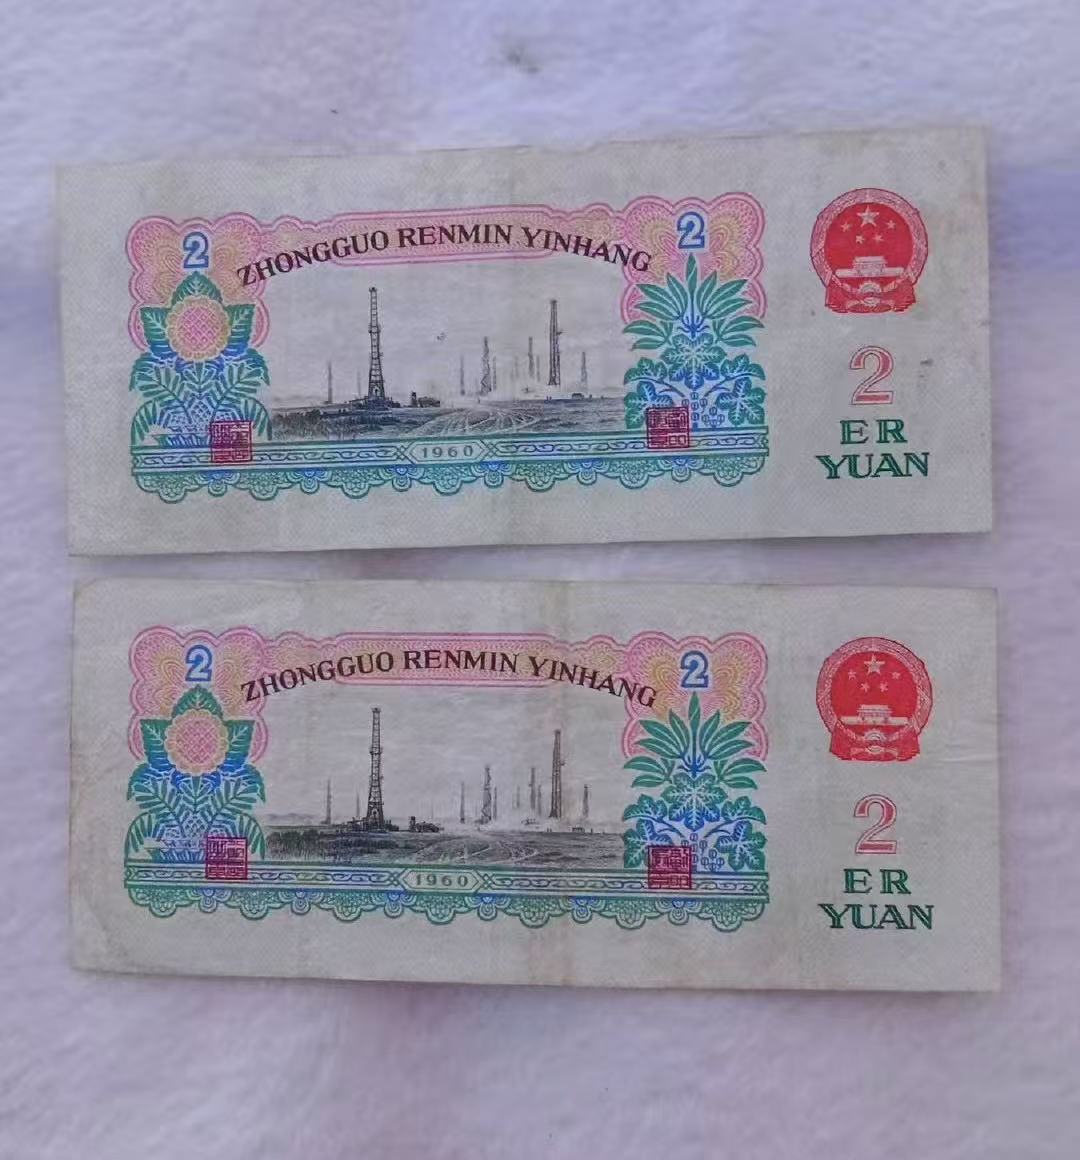 2 2
ZHONGGUO RENMIN YINHANG
2
ER
YUAN
1960
2 2
ZHONGGUO RENMIN YINHANG
2
ER
YUAN
1960